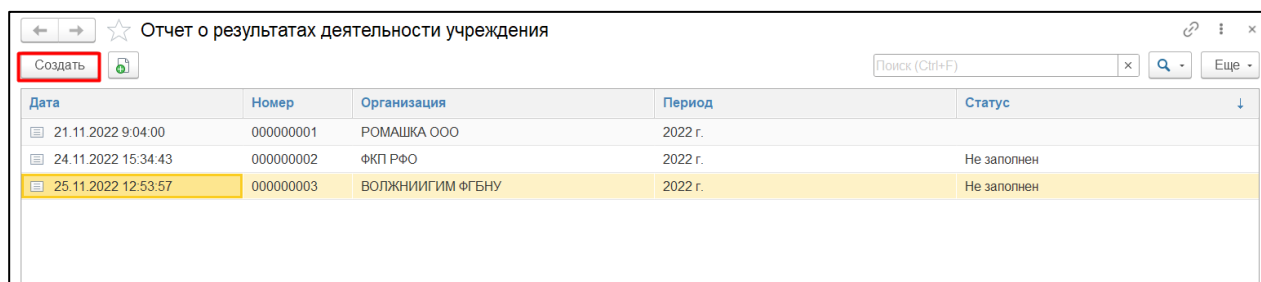 Отчет о результатах деятельности учреждения
Создать Поиск (Ctrl+F) Еще
Дата Номер Организация Период Статус
21.11.2022 9:04:00 000000001 РОМАШКА ООО 2022 г.
24.11.2022 15:34:43 000000002 ФКП РФО 2022 г. Не заполнен
25.11.2022 12:53:57 000000003 ВОЛЖНИИГИМ ФГБНУ 2022 г. Не заполнен